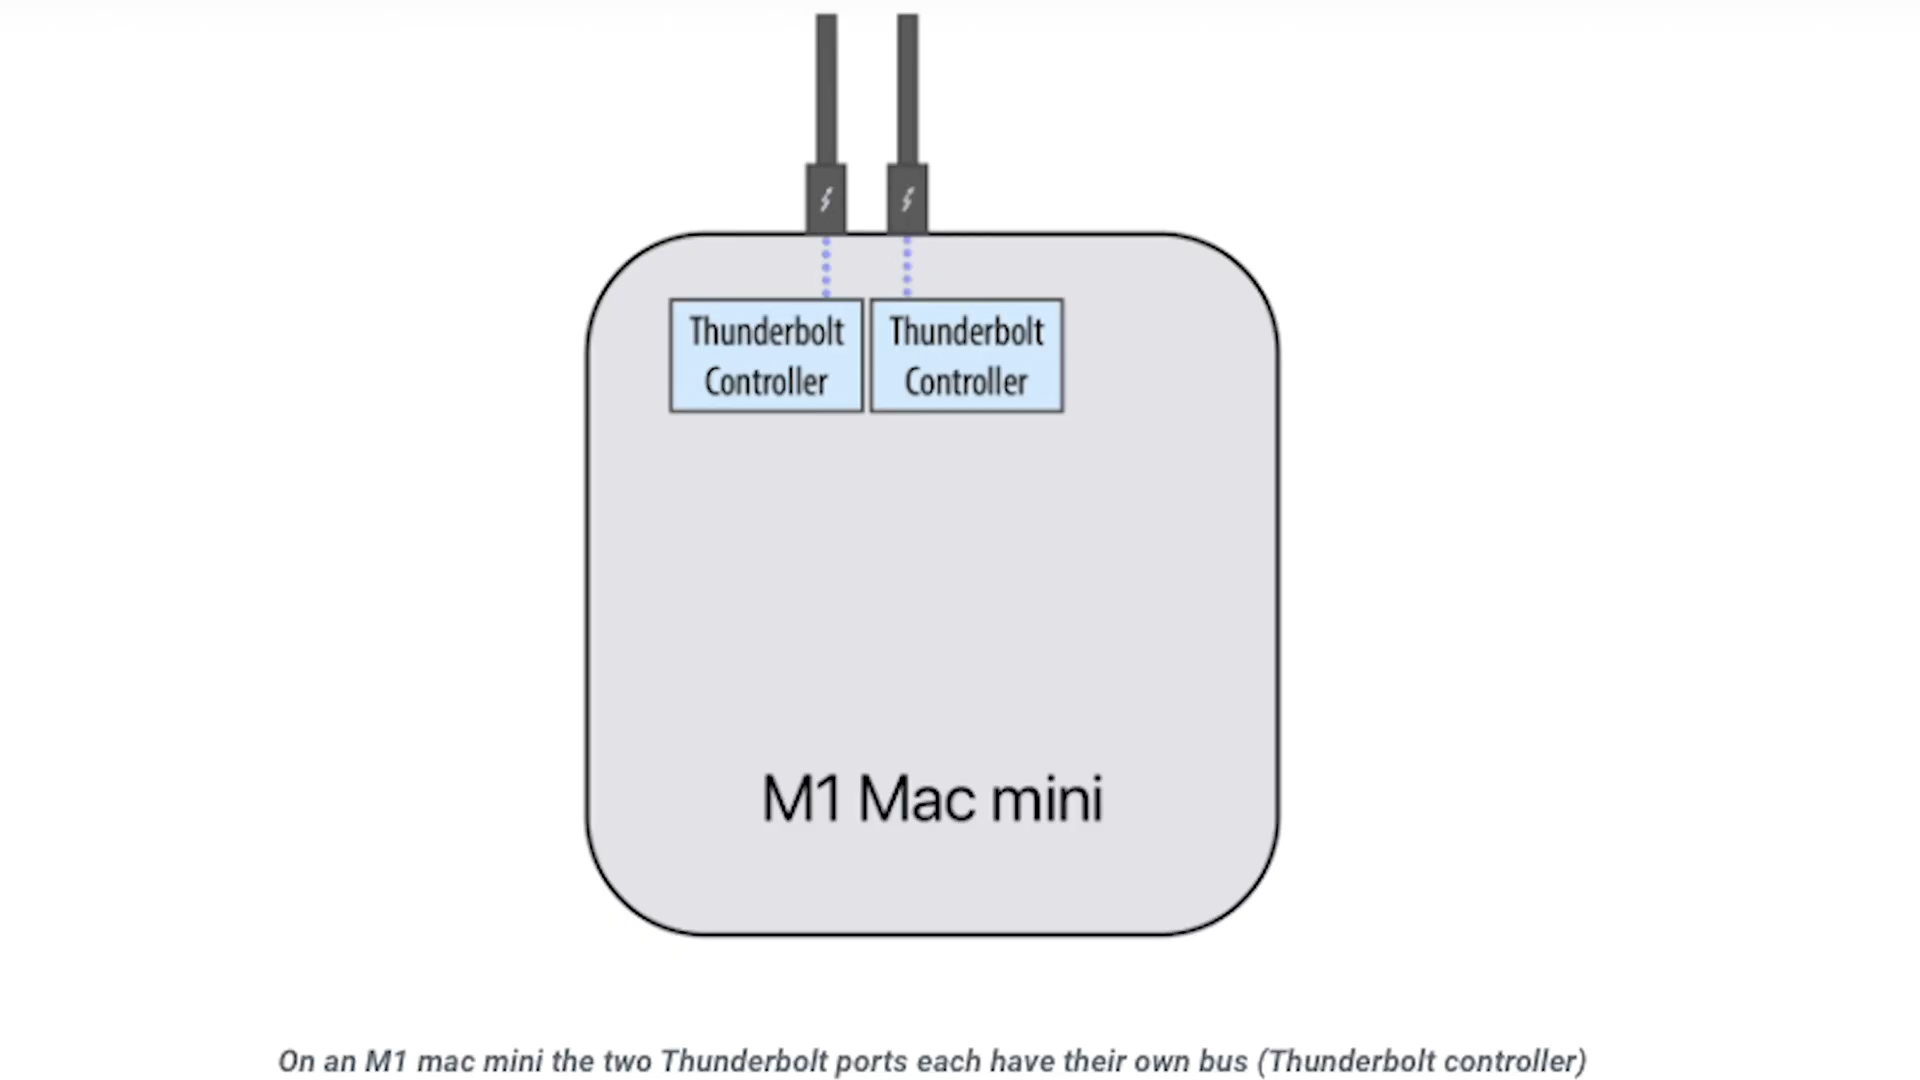 Thunderbolt
Controller
Thunderbolt
Controller
M1 Mac mini
On an M1 mac mini the two Thunderbolt ports each have their own bus (Thunderbolt controller)